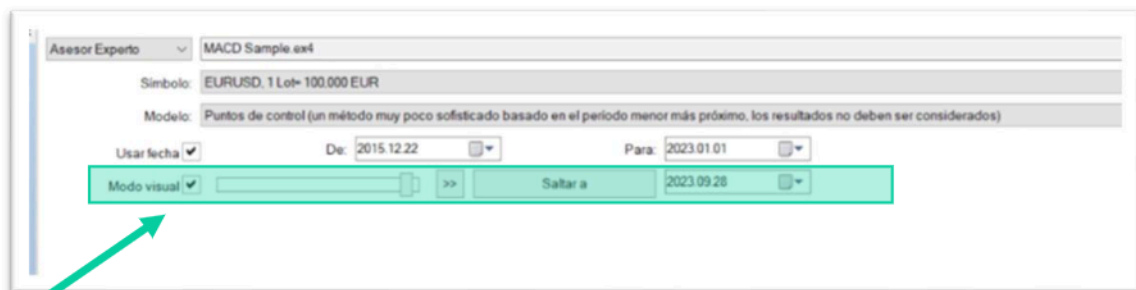 Asesor Experto MACD Sample.ex4
Símbolo: EURUSD, 1 Lot= 100,000 EUR
Modelo: Puntos de control (un método muy poco sofisticado basado en el período menor más próximo, los resultados no deben ser considerados)
Usar fecha De: 2015.12.22 Para: 2023.01.01
Modo visual >> Saltar a 2023.09.28